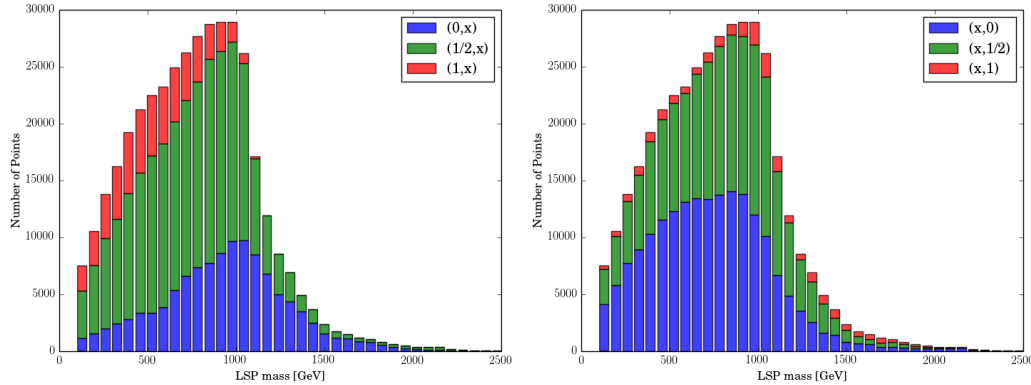 30000
25000
20000
15000
10000
5000
0
Number of Points
0
500
1000
1500
2000
2500
LSP mass [GeV]
(0,x)
(1/2,x)
(1,x)
30000
25000
20000
15000
10000
5000
0
Number of Points
0
500
1000
1500
2000
2500
LSP mass [GeV]
(x,0)
(x,1/2)
(x,1)